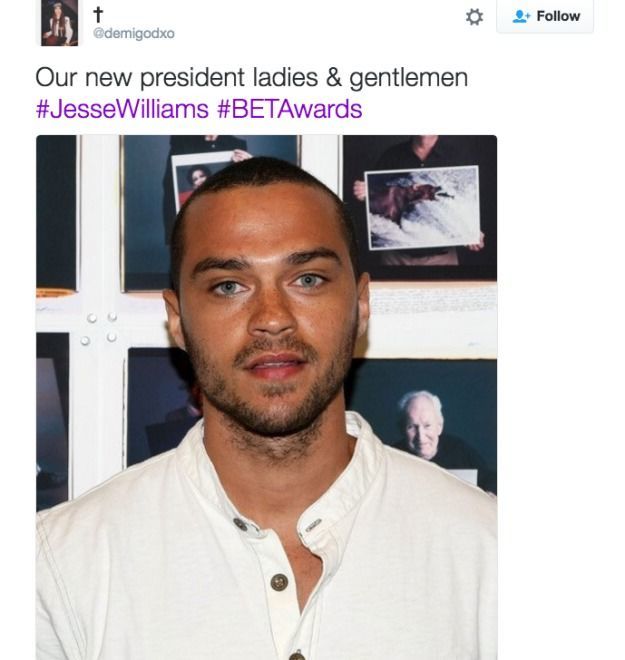 †
@demigodxo
Follow
Our new president ladies & gentlemen
#JesseWilliams #BETAwards